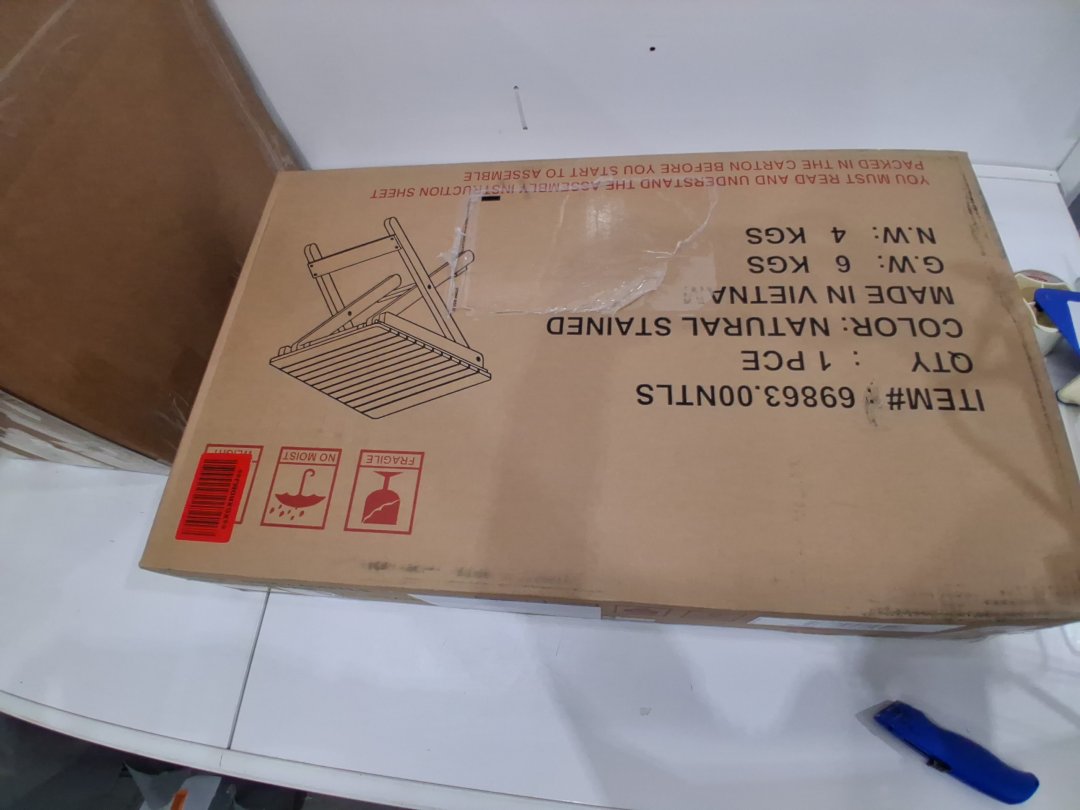 YOU MUST READ AND UNDERSTAND THE ASSEMBLY INSTRUCTION SHEET
PACKED IN THE CARTON BEFORE YOU START TO ASSEMBLE
N.W: 4 KGS
G.W: 6 KGS
MADE IN VIETNAM
COLOR: NATURAL STAINED
QTY : 1 PCE
ITEM# : 69863.00NTLS
FRAGILE
NO MOIST